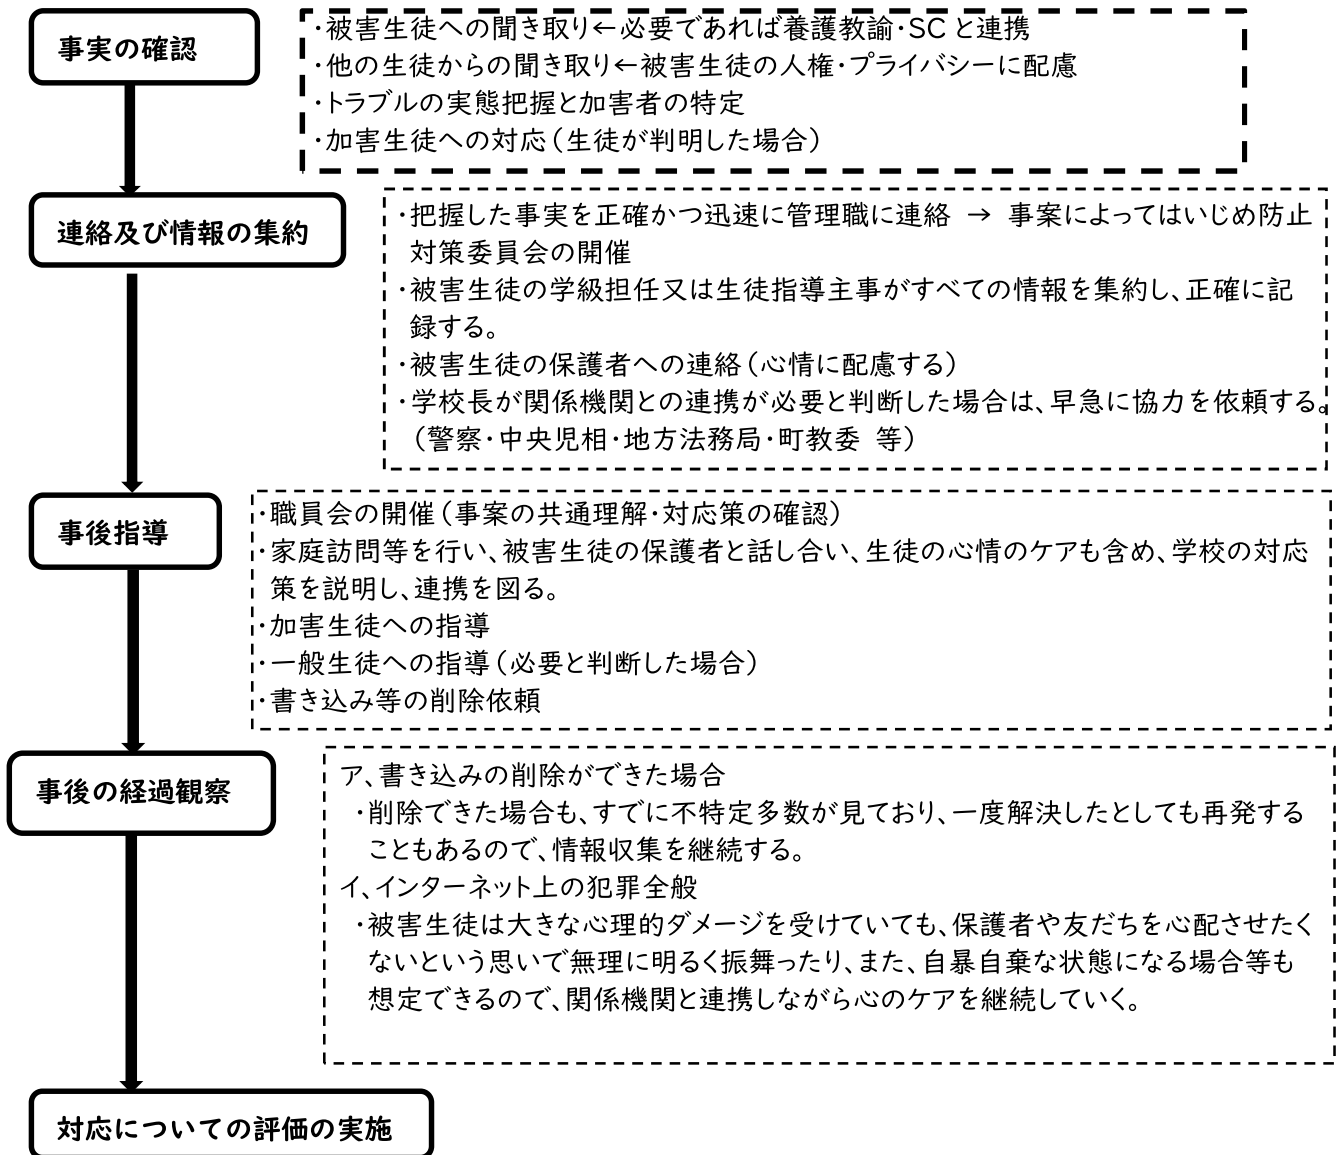 事実の確認
・被害生徒への聞き取り←必要であれば養護教諭・SCと連携
・他の生徒からの聞き取り←被害生徒の人権・プライバシーに配慮
・トラブルの実態把握と加害者の特定
・加害生徒への対応(生徒が判明した場合)
連絡及び情報の集約
・把握した事実を正確かつ迅速に管理職に連絡 → 事案によってはいじめ防止
対策委員会の開催
・被害生徒の学級担任又は生徒指導主事がすべての情報を集約し、正確に記
録する。
・被害生徒の保護者への連絡(心情に配慮する)
・学校長が関係機関との連携が必要と判断した場合は、早急に協力を依頼する。
(警察・中央児相・地方法務局・町教委 等)
事後指導
・職員会の開催(事案の共通理解・対応策の確認)
・家庭訪問等を行い、被害生徒の保護者と話し合い、生徒の心情のケアも含め、学校の対応
策を説明し、連携を図る。
・加害生徒への指導
・一般生徒への指導(必要と判断した場合)
・書き込み等の削除依頼
事後の経過観察
ア、書き込みの削除ができた場合
・削除できた場合も、すでに不特定多数が見ており、一度解決したとしても再発する
こともあるので、情報収集を継続する。
イ、インターネット上の犯罪全般
・被害生徒は大きな心理的ダメージを受けていても、保護者や友だちを心配させたく
ないという思いで無理に明るく振舞ったり、また、自暴自棄な状態になる場合等も
想定できるので、関係機関と連携しながら心のケアを継続していく。
対応についての評価の実施